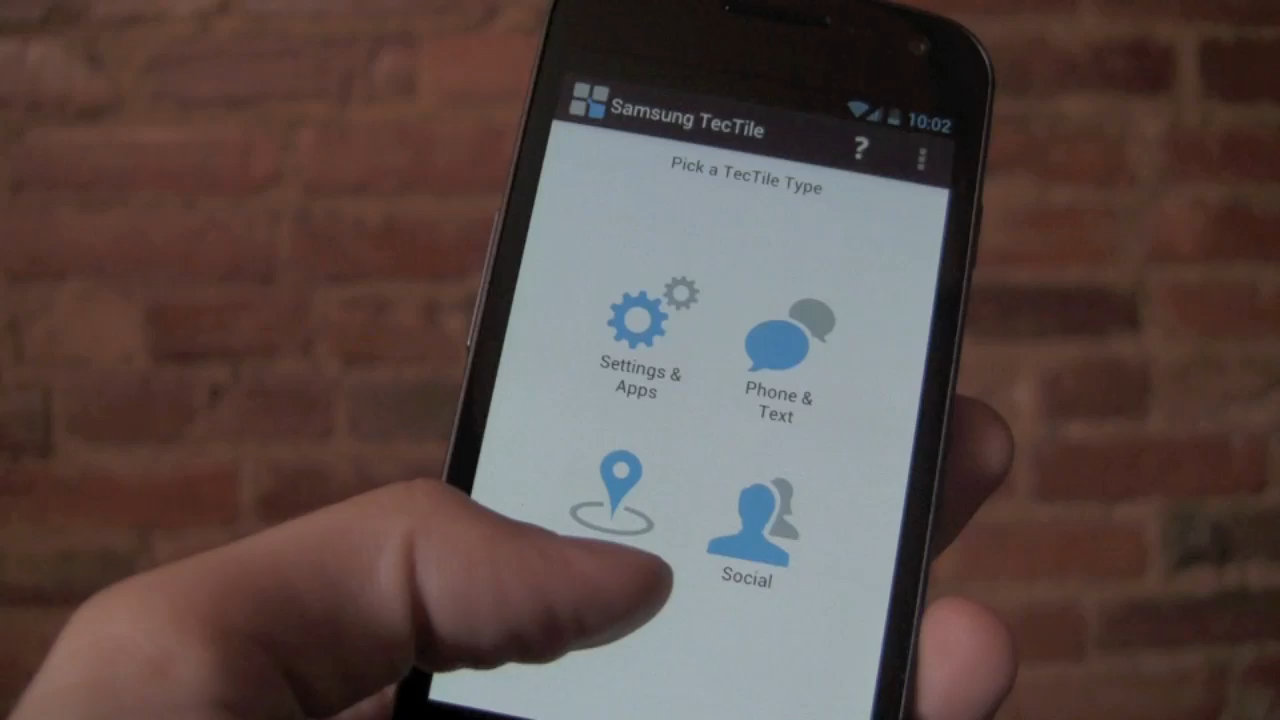 10:02
Samsung TecTile
?
Pick a TecTile Type
Settings &
Apps
Phone &
Text
Social